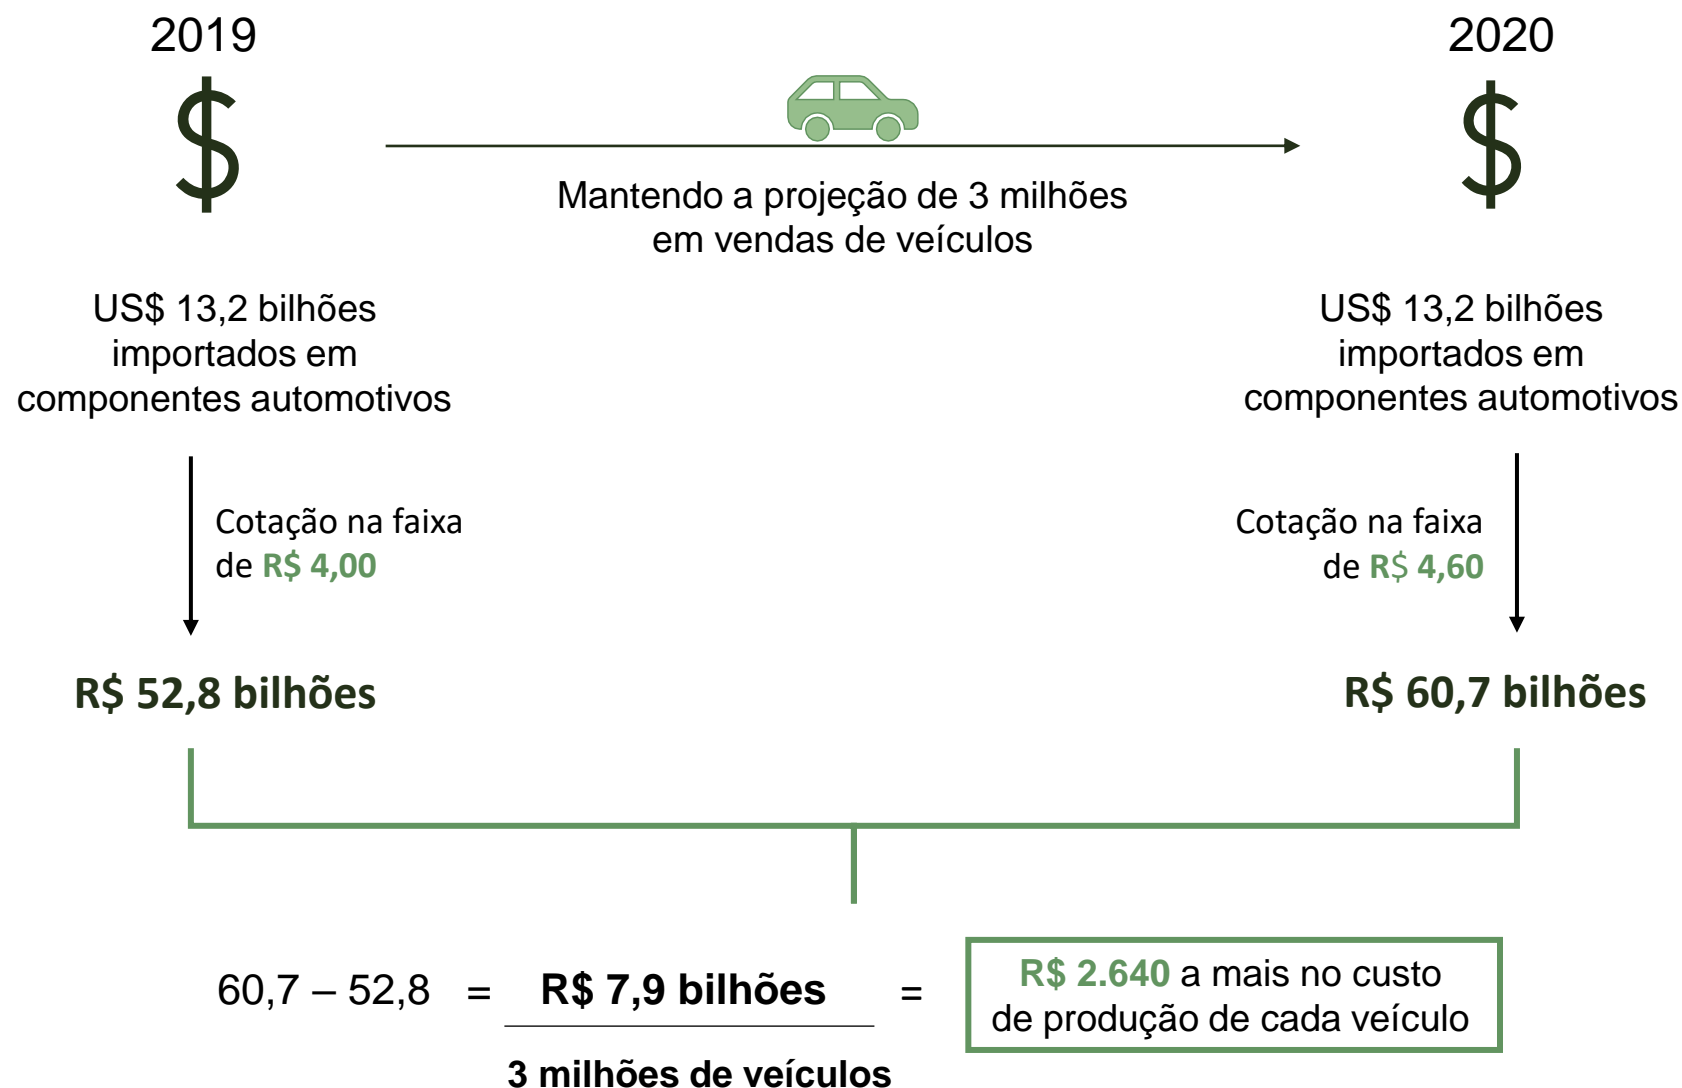 2019
2020
$
$
Mantendo a projeção de 3 milhões
em vendas de veículos
US$ 13,2 bilhões
importados em
componentes automotivos
US$ 13,2 bilhões
importados em
componentes automotivos
Cotação na faixa
de R$ 4,00
Cotação na faixa
de R$ 4,60
R$ 52,8 bilhões
R$ 60,7 bilhões
60,7 – 52,8 = R$ 7,9 bilhões =
3 milhões de veículos
R$ 2.640 a mais no custo
de produção de cada veículo